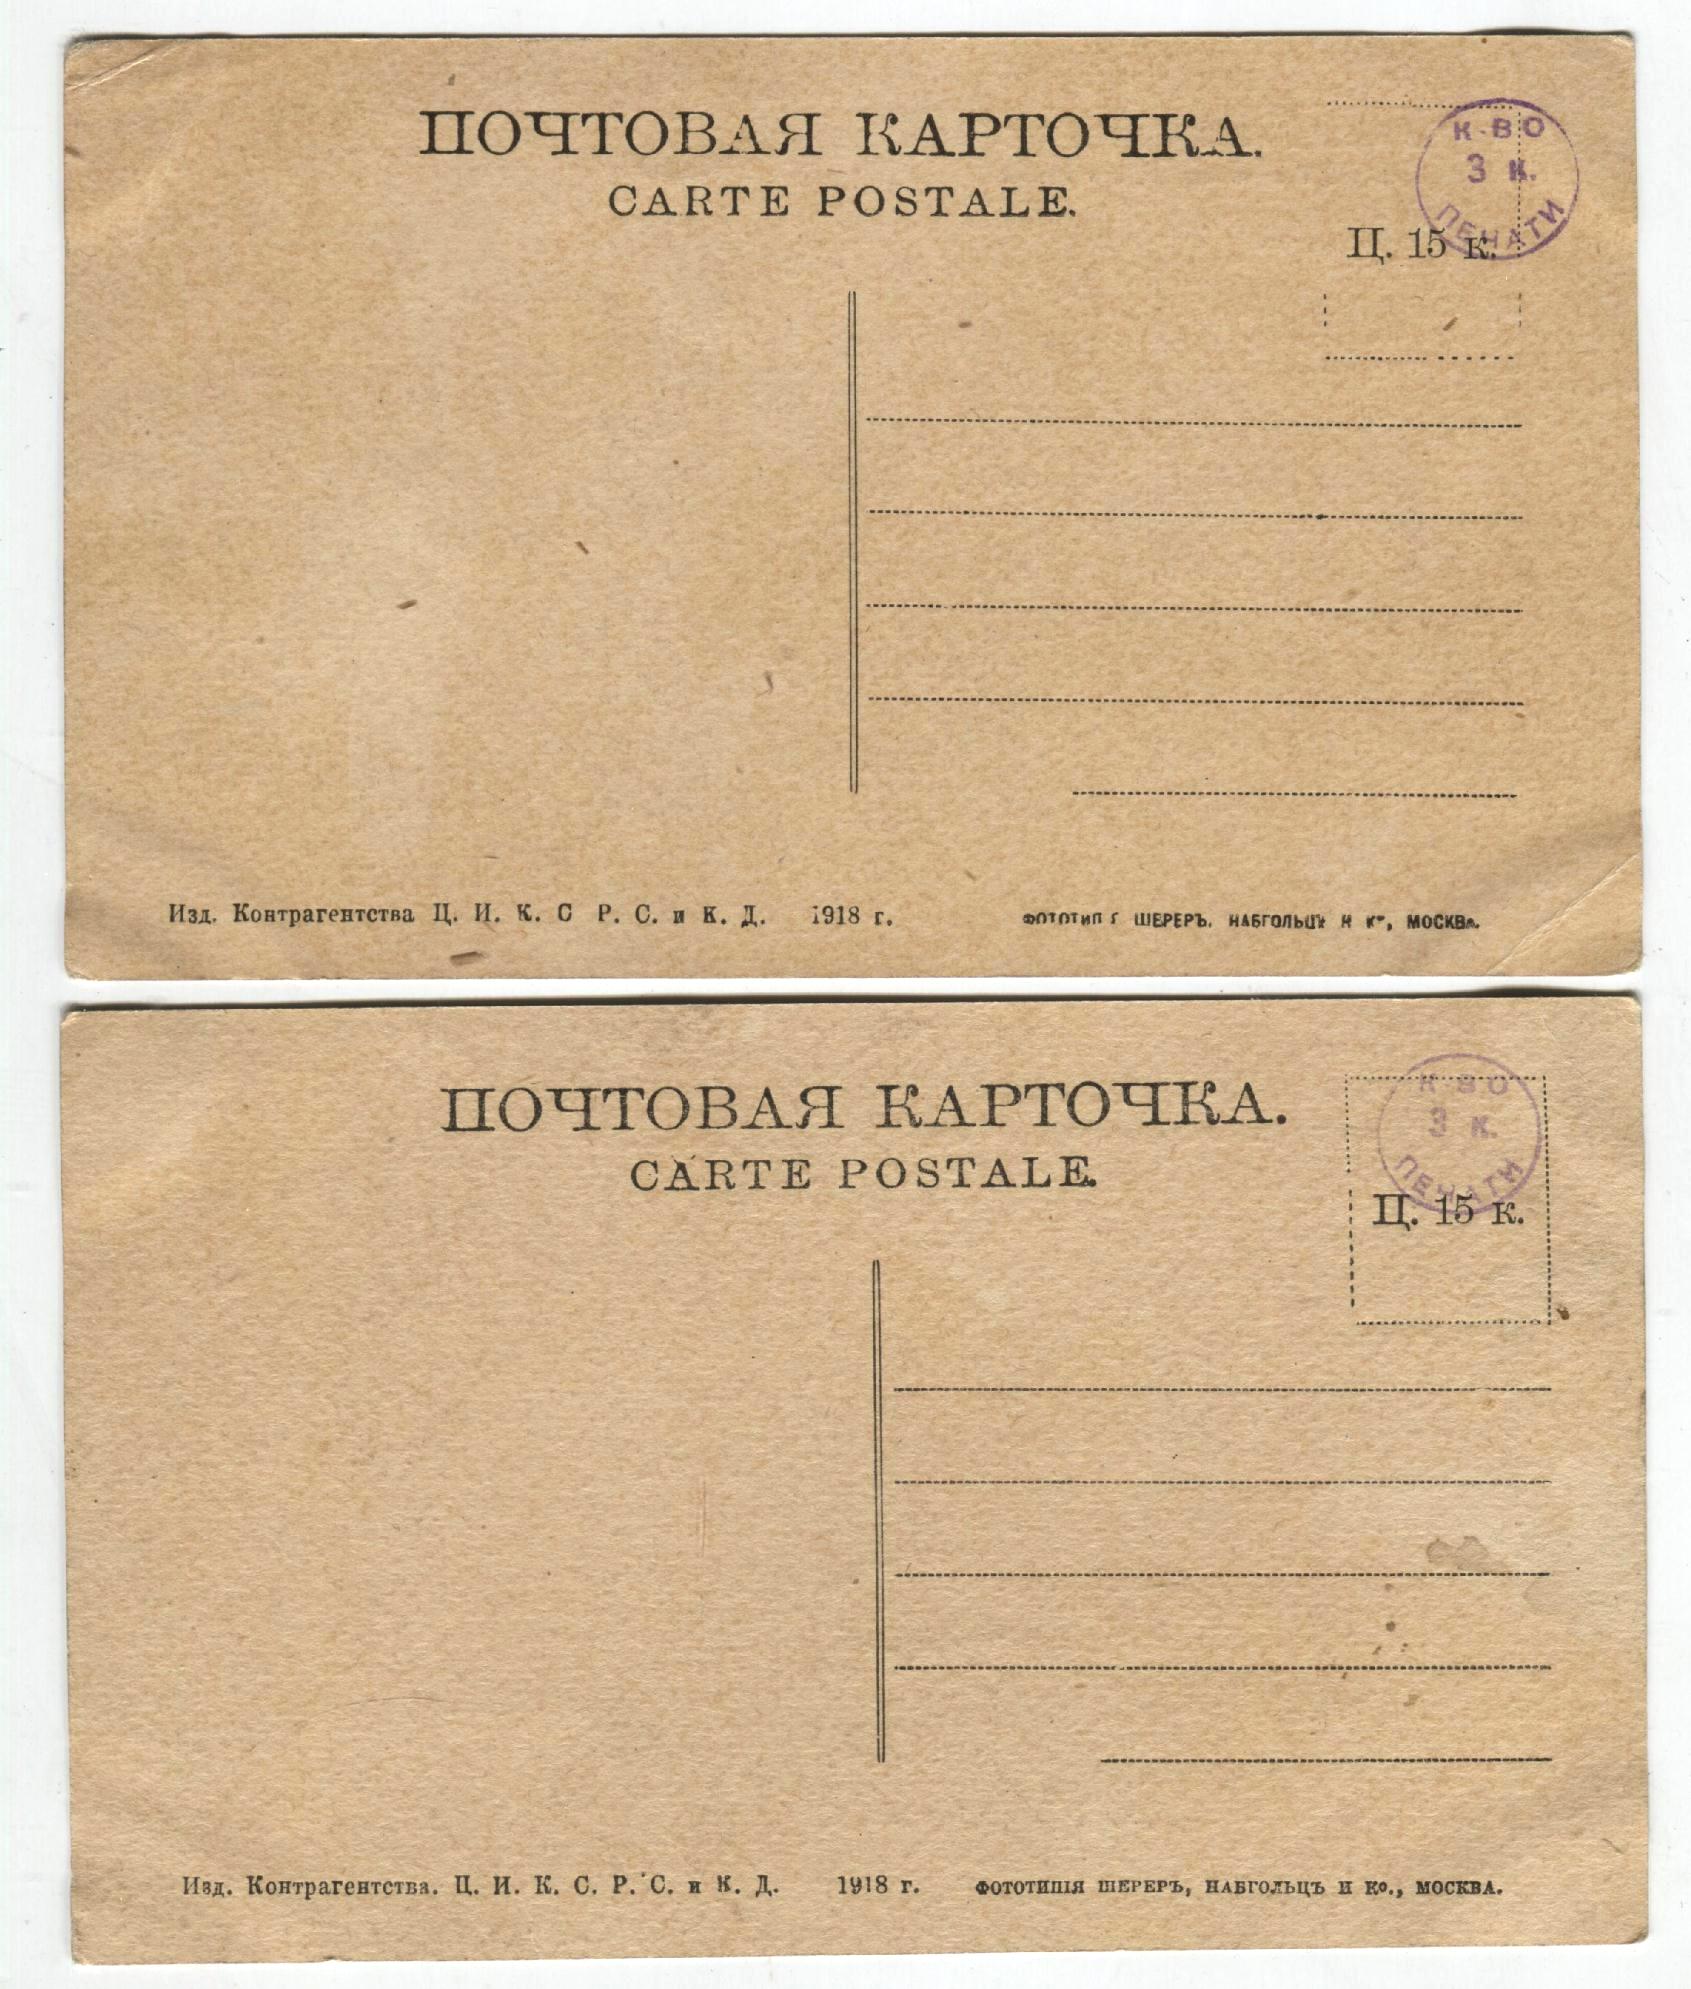 ПОЧТОВАЯ КАРТОЧКА.
CARTE POSTALE.
К-ВО
3 К.
ПЕЧАТИ
Ц. 15 к.
Изд. Контрагентства Ц. И. К. С Р. С. и К. Д. 1918 г.
ШЕРЕРЪ, НАБГОЛЬЦЪ И Кº, МОСКВА.
ПОЧТОВАЯ КАРТОЧКА.
CARTE POSTALE.
К-ВО
3 К.
ПЕЧАТИ
Ц. 15 к.
Изд. Контрагентства. Ц. И. К. С. Р. С. и К. Д. 1918 г.
ФОТОТИПІЯ ШЕРЕРЪ, НАБГОЛЬЦЪ И Кº., МОСКВА.